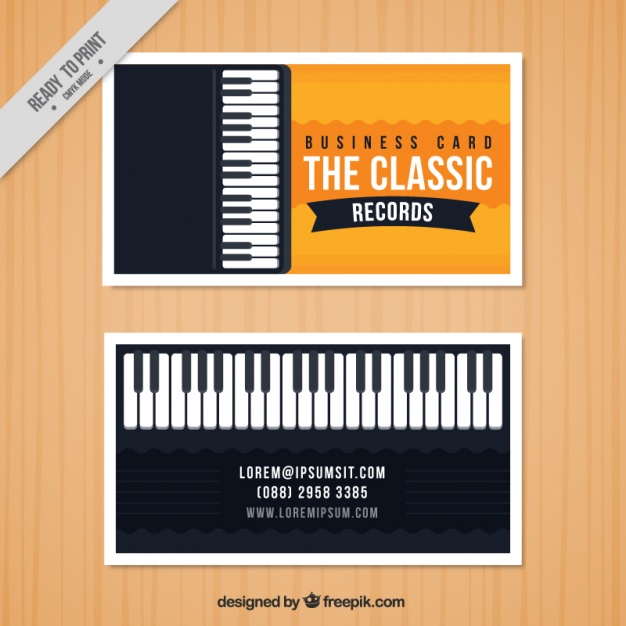 READY TO PRINT
• CMYK MODE •
BUSINESS CARD
THE CLASSIC
RECORDS
LOREM@IPSUMSIT.COM
(088) 2958 3385
WWW.LOREMIPSUM.COM
designed by freepik.com